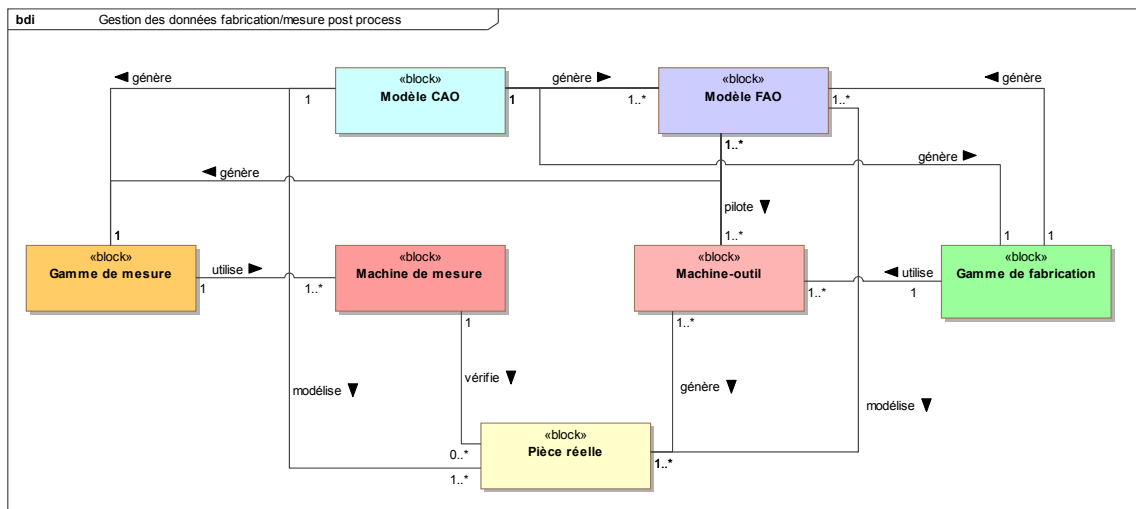 bdi Gestion des données fabrication/mesure post process
◄ génère
génère ►
◄ génère
«block»
Modèle CAO
«block»
Modèle FAO
1
1
1..*
1..*
1..*
génère ►
◄ génère
pilote ▼
1
1..*
1
1
«block»
Gamme de mesure
utilise ►
1
1..*
«block»
Machine de mesure
«block»
Machine-outil
◄ utilise
1..*
1
«block»
Gamme de fabrication
1
1..*
modélise ▼
vérifie ▼
génère ▼
modélise ▼
«block»
Pièce réelle
0..*
1..*
1..*